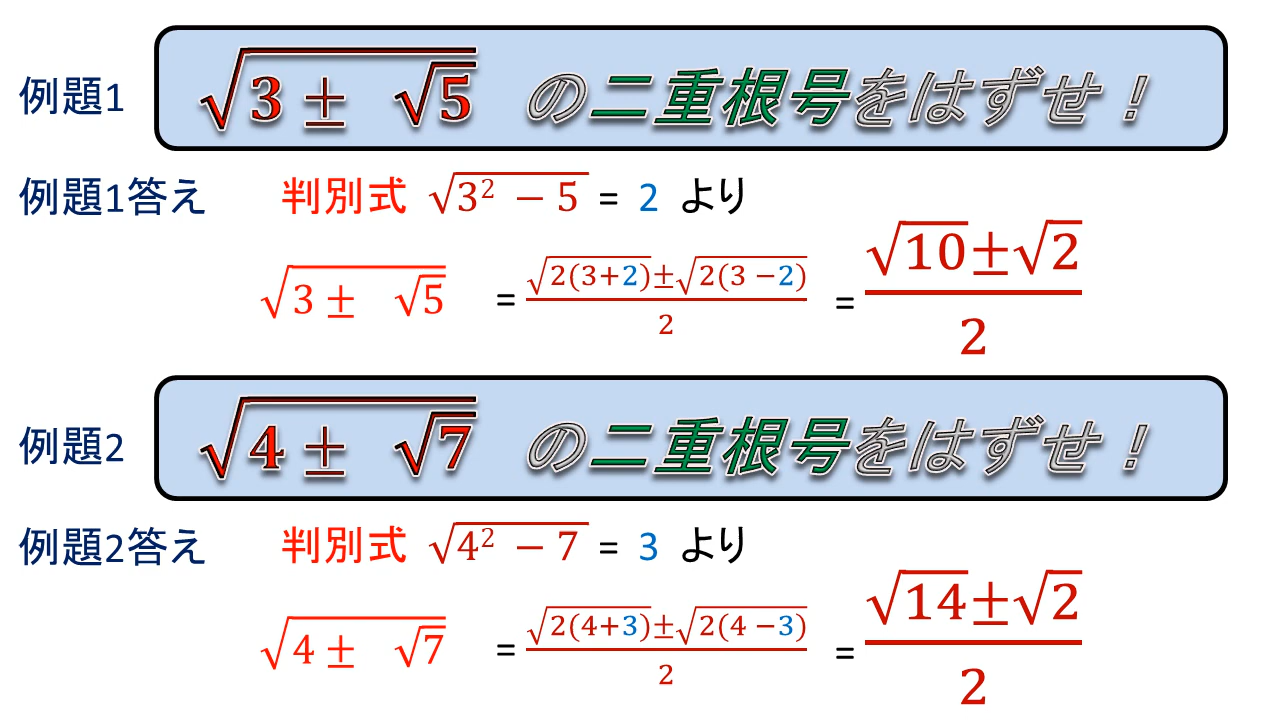 例題1 √(3 ± √5) の二重根号をはずせ！
例題1答え 判別式 √(3² − 5) = 2 より
√(3 ± √5) = (√(2(3+2))±√(2(3 −2)))/2 = (√10±√2)/2
例題2 √(4 ± √7) の二重根号をはずせ！
例題2答え 判別式 √(4² − 7) = 3 より
√(4 ± √7) = (√(2(4+3))±√(2(4 −3)))/2 = (√14±√2)/2